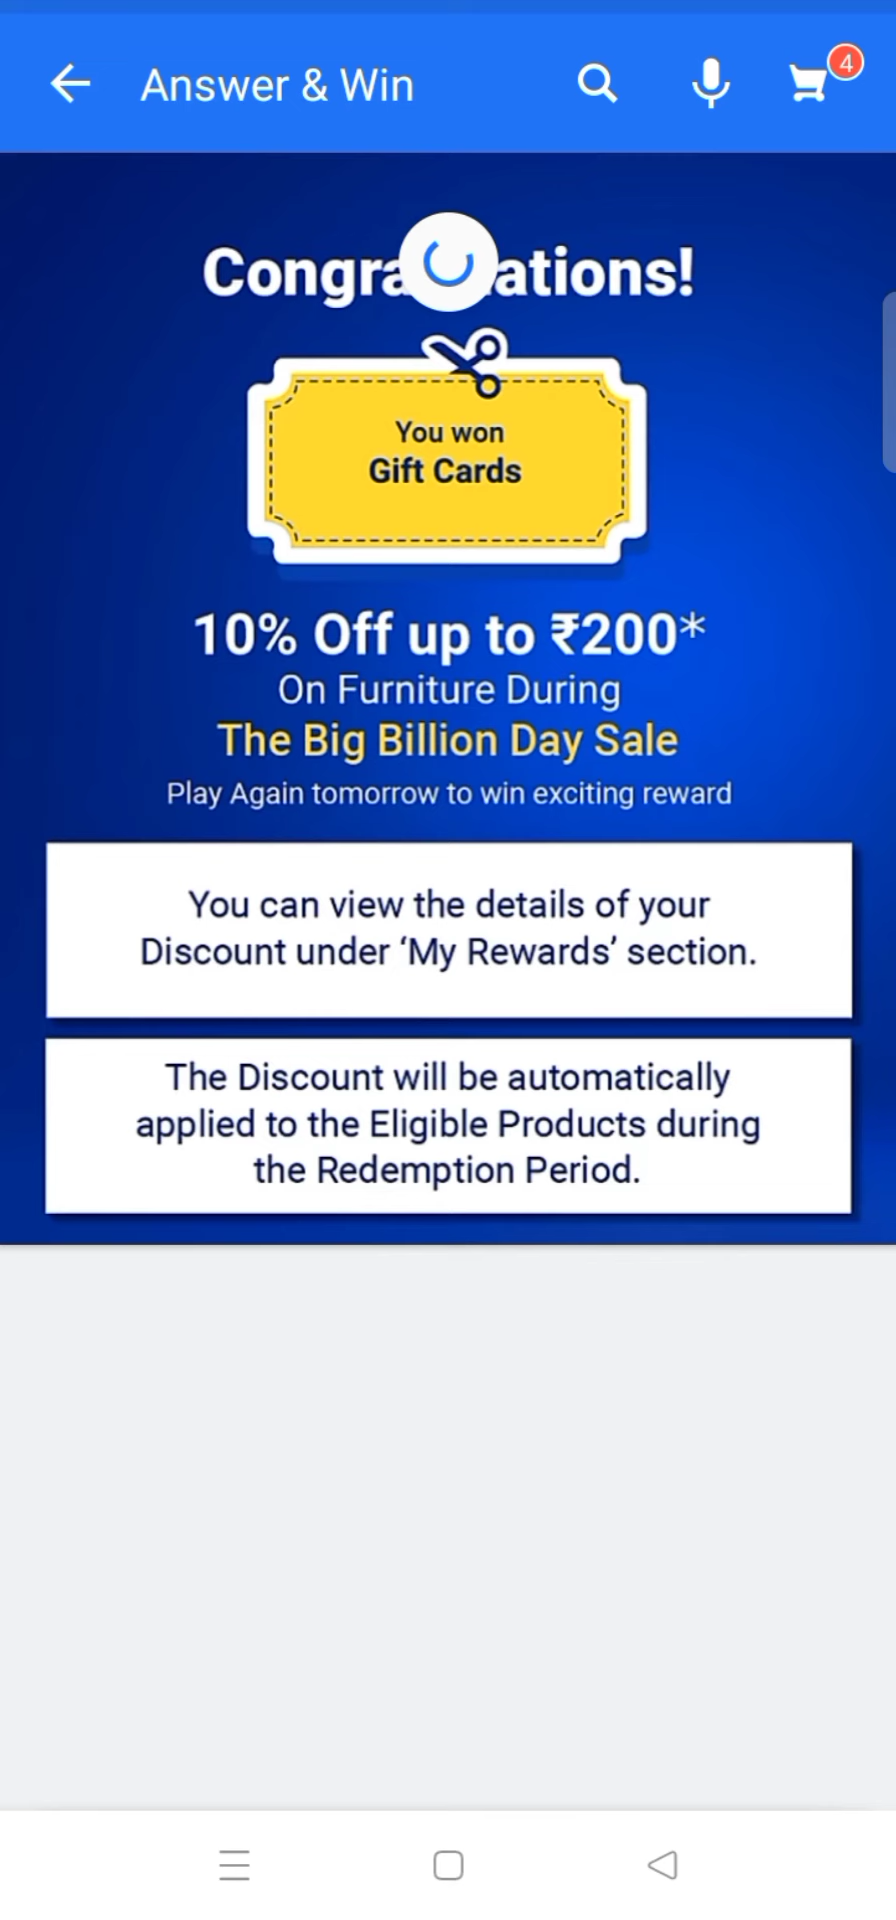 Answer & Win
4
Congra ations!
You won
Gift Cards
10% Off up to ₹200*
On Furniture During
The Big Billion Day Sale
Play Again tomorrow to win exciting reward
You can view the details of your
Discount under ‘My Rewards’ section.
The Discount will be automatically
applied to the Eligible Products during
the Redemption Period.